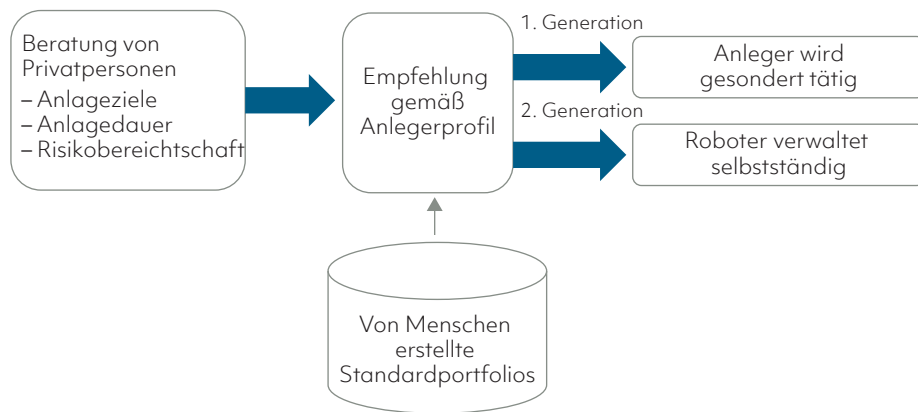 Beratung von
Privatpersonen
– Anlageziele
– Anlagedauer
– Risikobereichtschaft
Empfehlung
gemäß
Anlegerprofil
1. Generation
Anleger wird
gesondert tätig
2. Generation
Roboter verwaltet
selbstständig
Von Menschen
erstellte
Standardportfolios